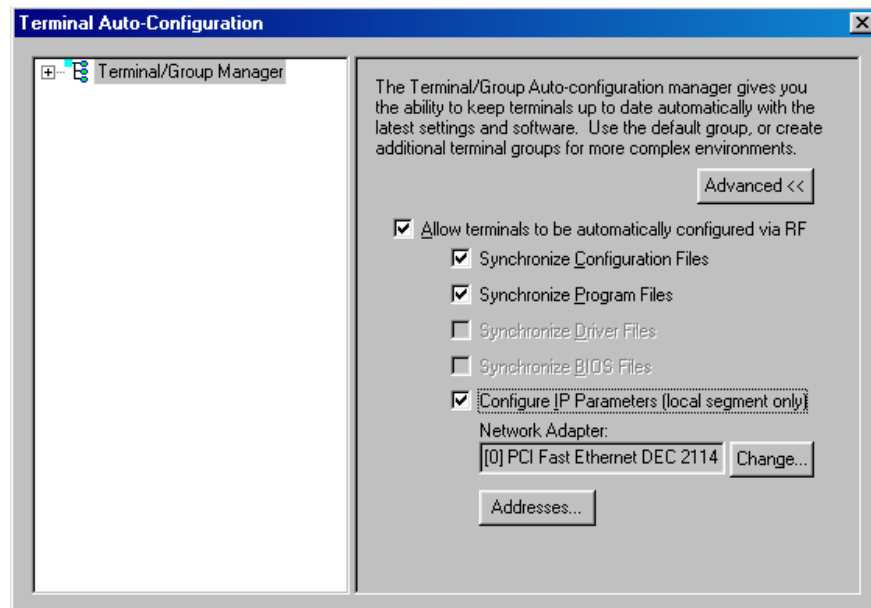 Terminal Auto-Configuration
Terminal/Group Manager
The Terminal/Group Auto-configuration manager gives you
the ability to keep terminals up to date automatically with the
latest settings and software. Use the default group, or create
additional terminal groups for more complex environments.
Advanced <<
Allow terminals to be automatically configured via RF
Synchronize Configuration Files
Synchronize Program Files
Synchronize Driver Files
Synchronize BIOS Files
Configure IP Parameters (local segment only)
Network Adapter:
[0] PCI Fast Ethernet DEC 2114
Change...
Addresses...